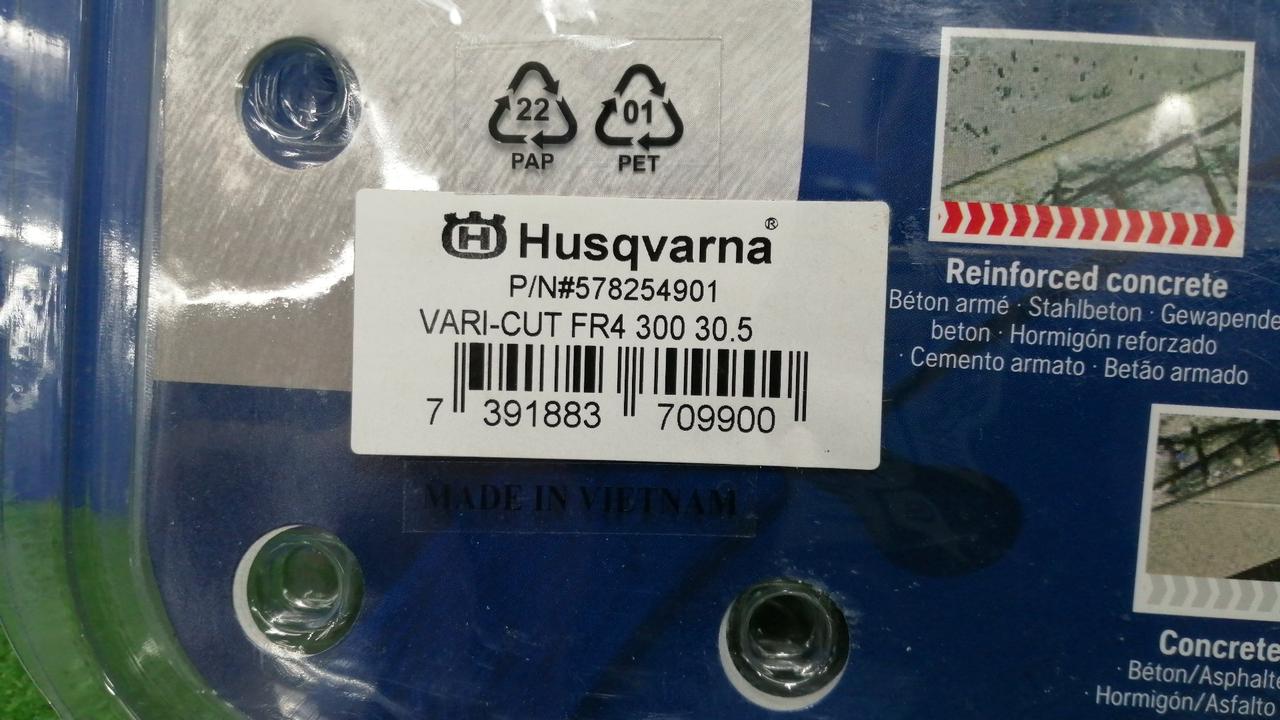 22
PAP
01
PET
Husqvarna®
P/N#578254901
VARI-CUT FR4 300 30.5
7 391883 709900
MADE IN VIETNAM
Reinforced concrete
Béton armé · Stahlbeton · Gewapende
beton · Hormigón reforzado
· Cemento armato · Betão armado
Concrete
· Béton/Asphalte
· Hormigón/Asfalto